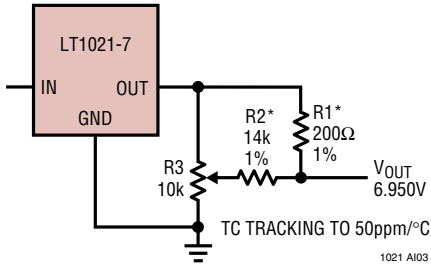 LT1021-7
IN
OUT
GND
R2*
14k
1%
R1*
200Ω
1%
R3
10k
VOUT
6.950V
TC TRACKING TO 50ppm/°C
1021 AI03